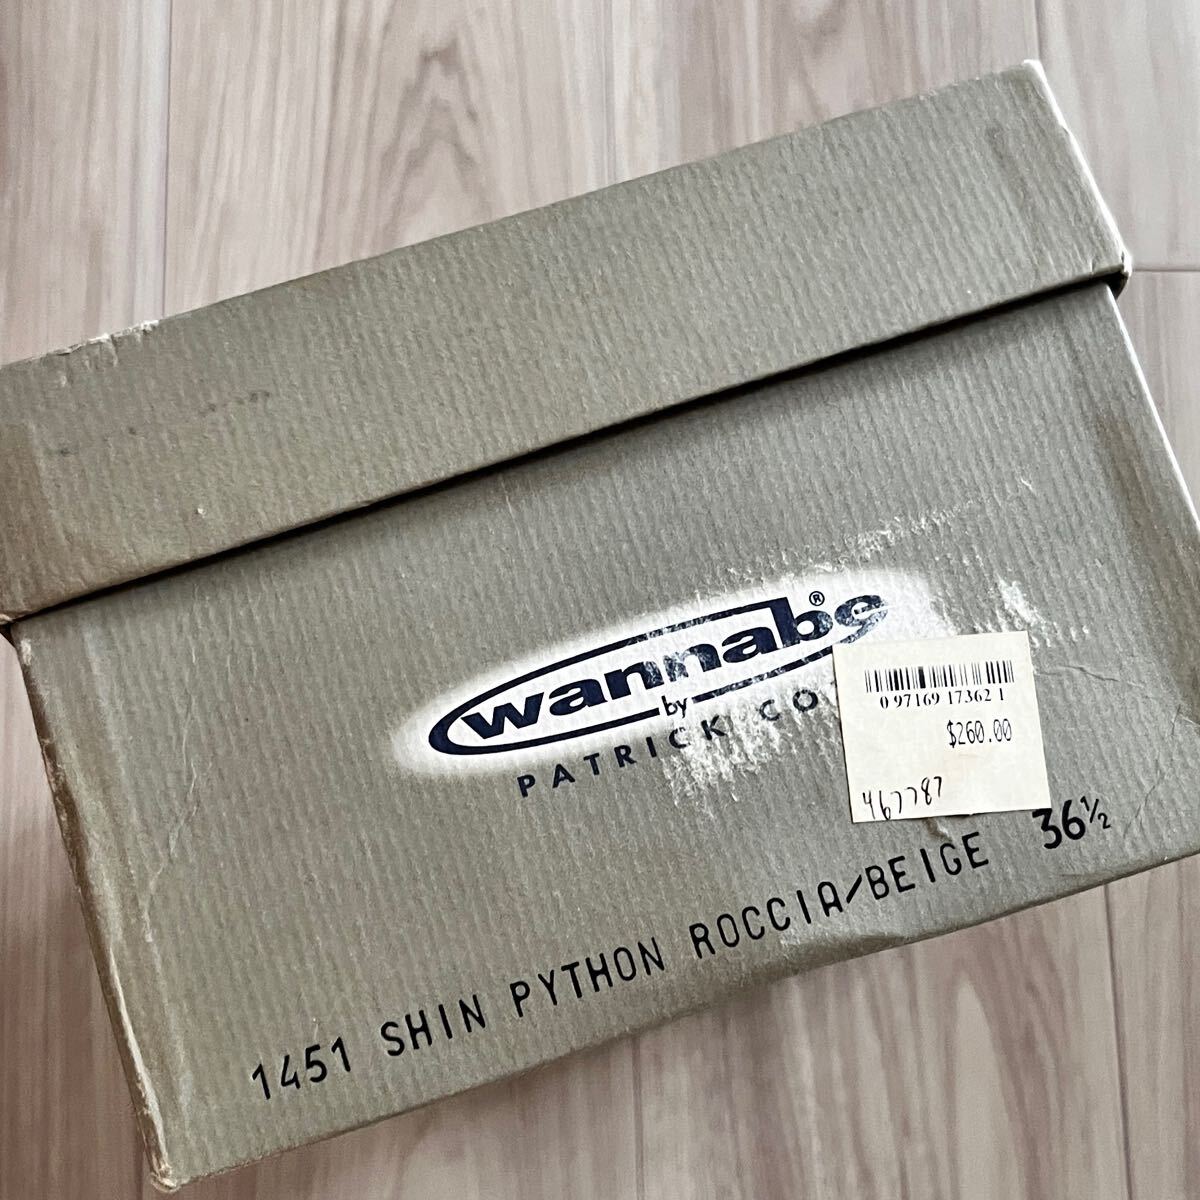 wannabe®
by
PATRICK CO
0 97169 17362 1
$260.00
467787
1451 SHIN PYTHON ROCCIA/BEIGE 36½